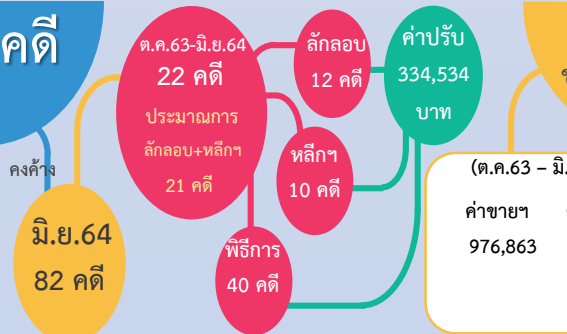 คดี
คงค้าง
มิ.ย.64
82 คดี
ต.ค.63-มิ.ย.64
22 คดี
ประมาณการ
ลักลอบ+หลีกฯ
21 คดี
ลักลอบ
12 คดี
หลีกฯ
10 คดี
พิธีการ
40 คดี
ค่าปรับ
334,534
บาท
(ต.ค.63 – มิ.
ค่าขายฯ
976,863